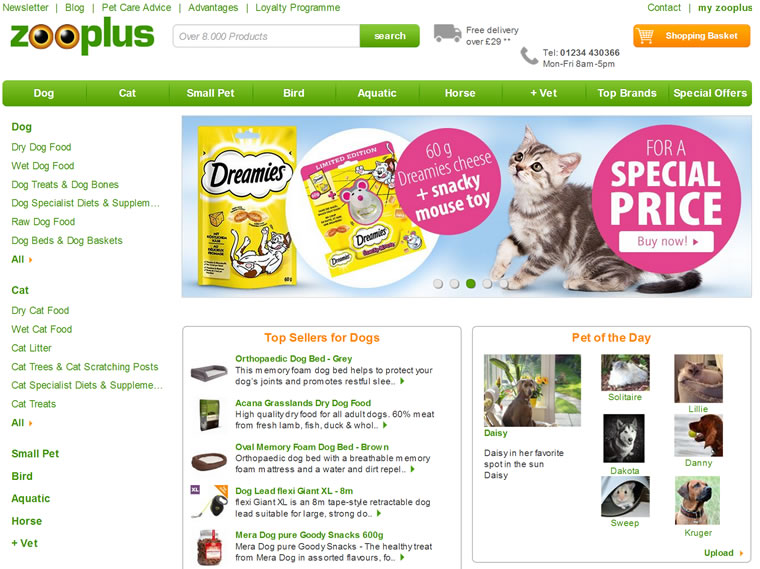 Newsletter | Blog | Pet Care Advice | Advantages | Loyalty Programme
Contact | my zooplus
zooplus
Over 8.000 Products
search
Free delivery
over £29 **
Tel: 01234 430366
Mon-Fri 8am-5pm
Shopping Basket
Dog Cat Small Pet Bird Aquatic Horse + Vet Top Brands Special Offers
Dog
Dry Dog Food
Wet Dog Food
Dog Treats & Dog Bones
Dog Specialist Diets & Supplem...
Raw Dog Food
Dog Beds & Dog Baskets
All
Cat
Dry Cat Food
Wet Cat Food
Cat Litter
Cat Trees & Cat Scratching Posts
Cat Specialist Diets & Suppleme...
Cat Treats
All
Small Pet
Bird
Aquatic
Horse
+ Vet
Dreamies
60g
LIMITED EDITION
Dreamies
60 g
Dreamies cheese
+ snacky
mouse toy
FOR A
SPECIAL
PRICE
Buy now!
Top Sellers for Dogs
Orthopaedic Dog Bed - Grey
This memory foam dog bed helps to protect your
dog's joints and promotes restful slee..
Acana Grasslands Dry Dog Food
High quality dry food for all adult dogs. 60% meat
from fresh lamb, fish, duck & whol..
Oval Memory Foam Dog Bed - Brown
Orthopaedic dog bed with a breathable memory
foam mattress and a water and dirt repel..
XL
Dog Lead flexi Giant XL - 8m
flexi Giant XL is an 8m tape-style retractable dog
lead suitable for large, strong do..
Mera Dog pure Goody Snacks 600g
Mera Dog pure Goody Snacks - The healthy treat
from Mera Dog in assorted flavours, fo..
Pet of the Day
Daisy
Daisy in her favorite
spot in the sun
Daisy
Solitaire
Lillie
Dakota
Danny
Sweep
Kruger
Upload